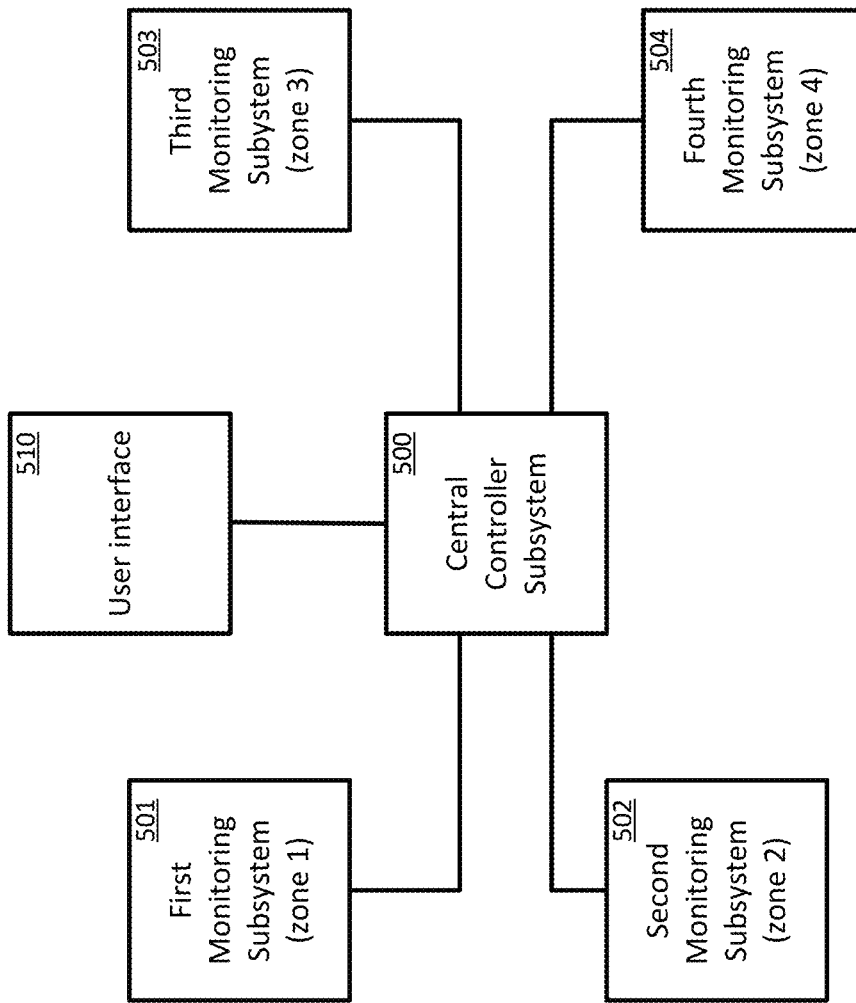 510
User interface
501
First
Monitoring
Subsystem
(zone 1)
500
Central
Controller
Subsystem
503
Third
Monitoring
Subystem
(zone 3)
502
Second
Monitoring
Subsystem
(zone 2)
504
Fourth
Monitoring
Subsystem
(zone 4)